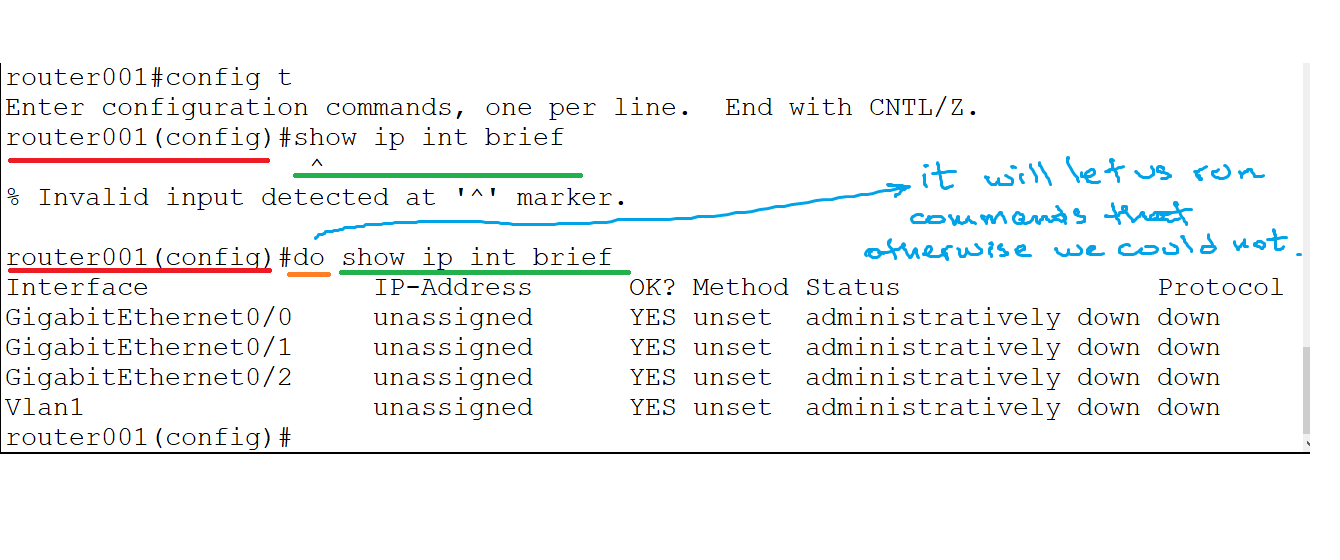 router001#config t
Enter configuration commands, one per line.  End with CNTL/Z.
router001(config)#show ip int brief
^
% Invalid input detected at '^' marker.
it will let us run
commands that
otherwise we could not.
router001(config)#do show ip int brief
Interface              IP-Address      OK? Method Status                Protocol
GigabitEthernet0/0     unassigned      YES unset  administratively down down
GigabitEthernet0/1     unassigned      YES unset  administratively down down
GigabitEthernet0/2     unassigned      YES unset  administratively down down
Vlan1                  unassigned      YES unset  administratively down down
router001(config)#